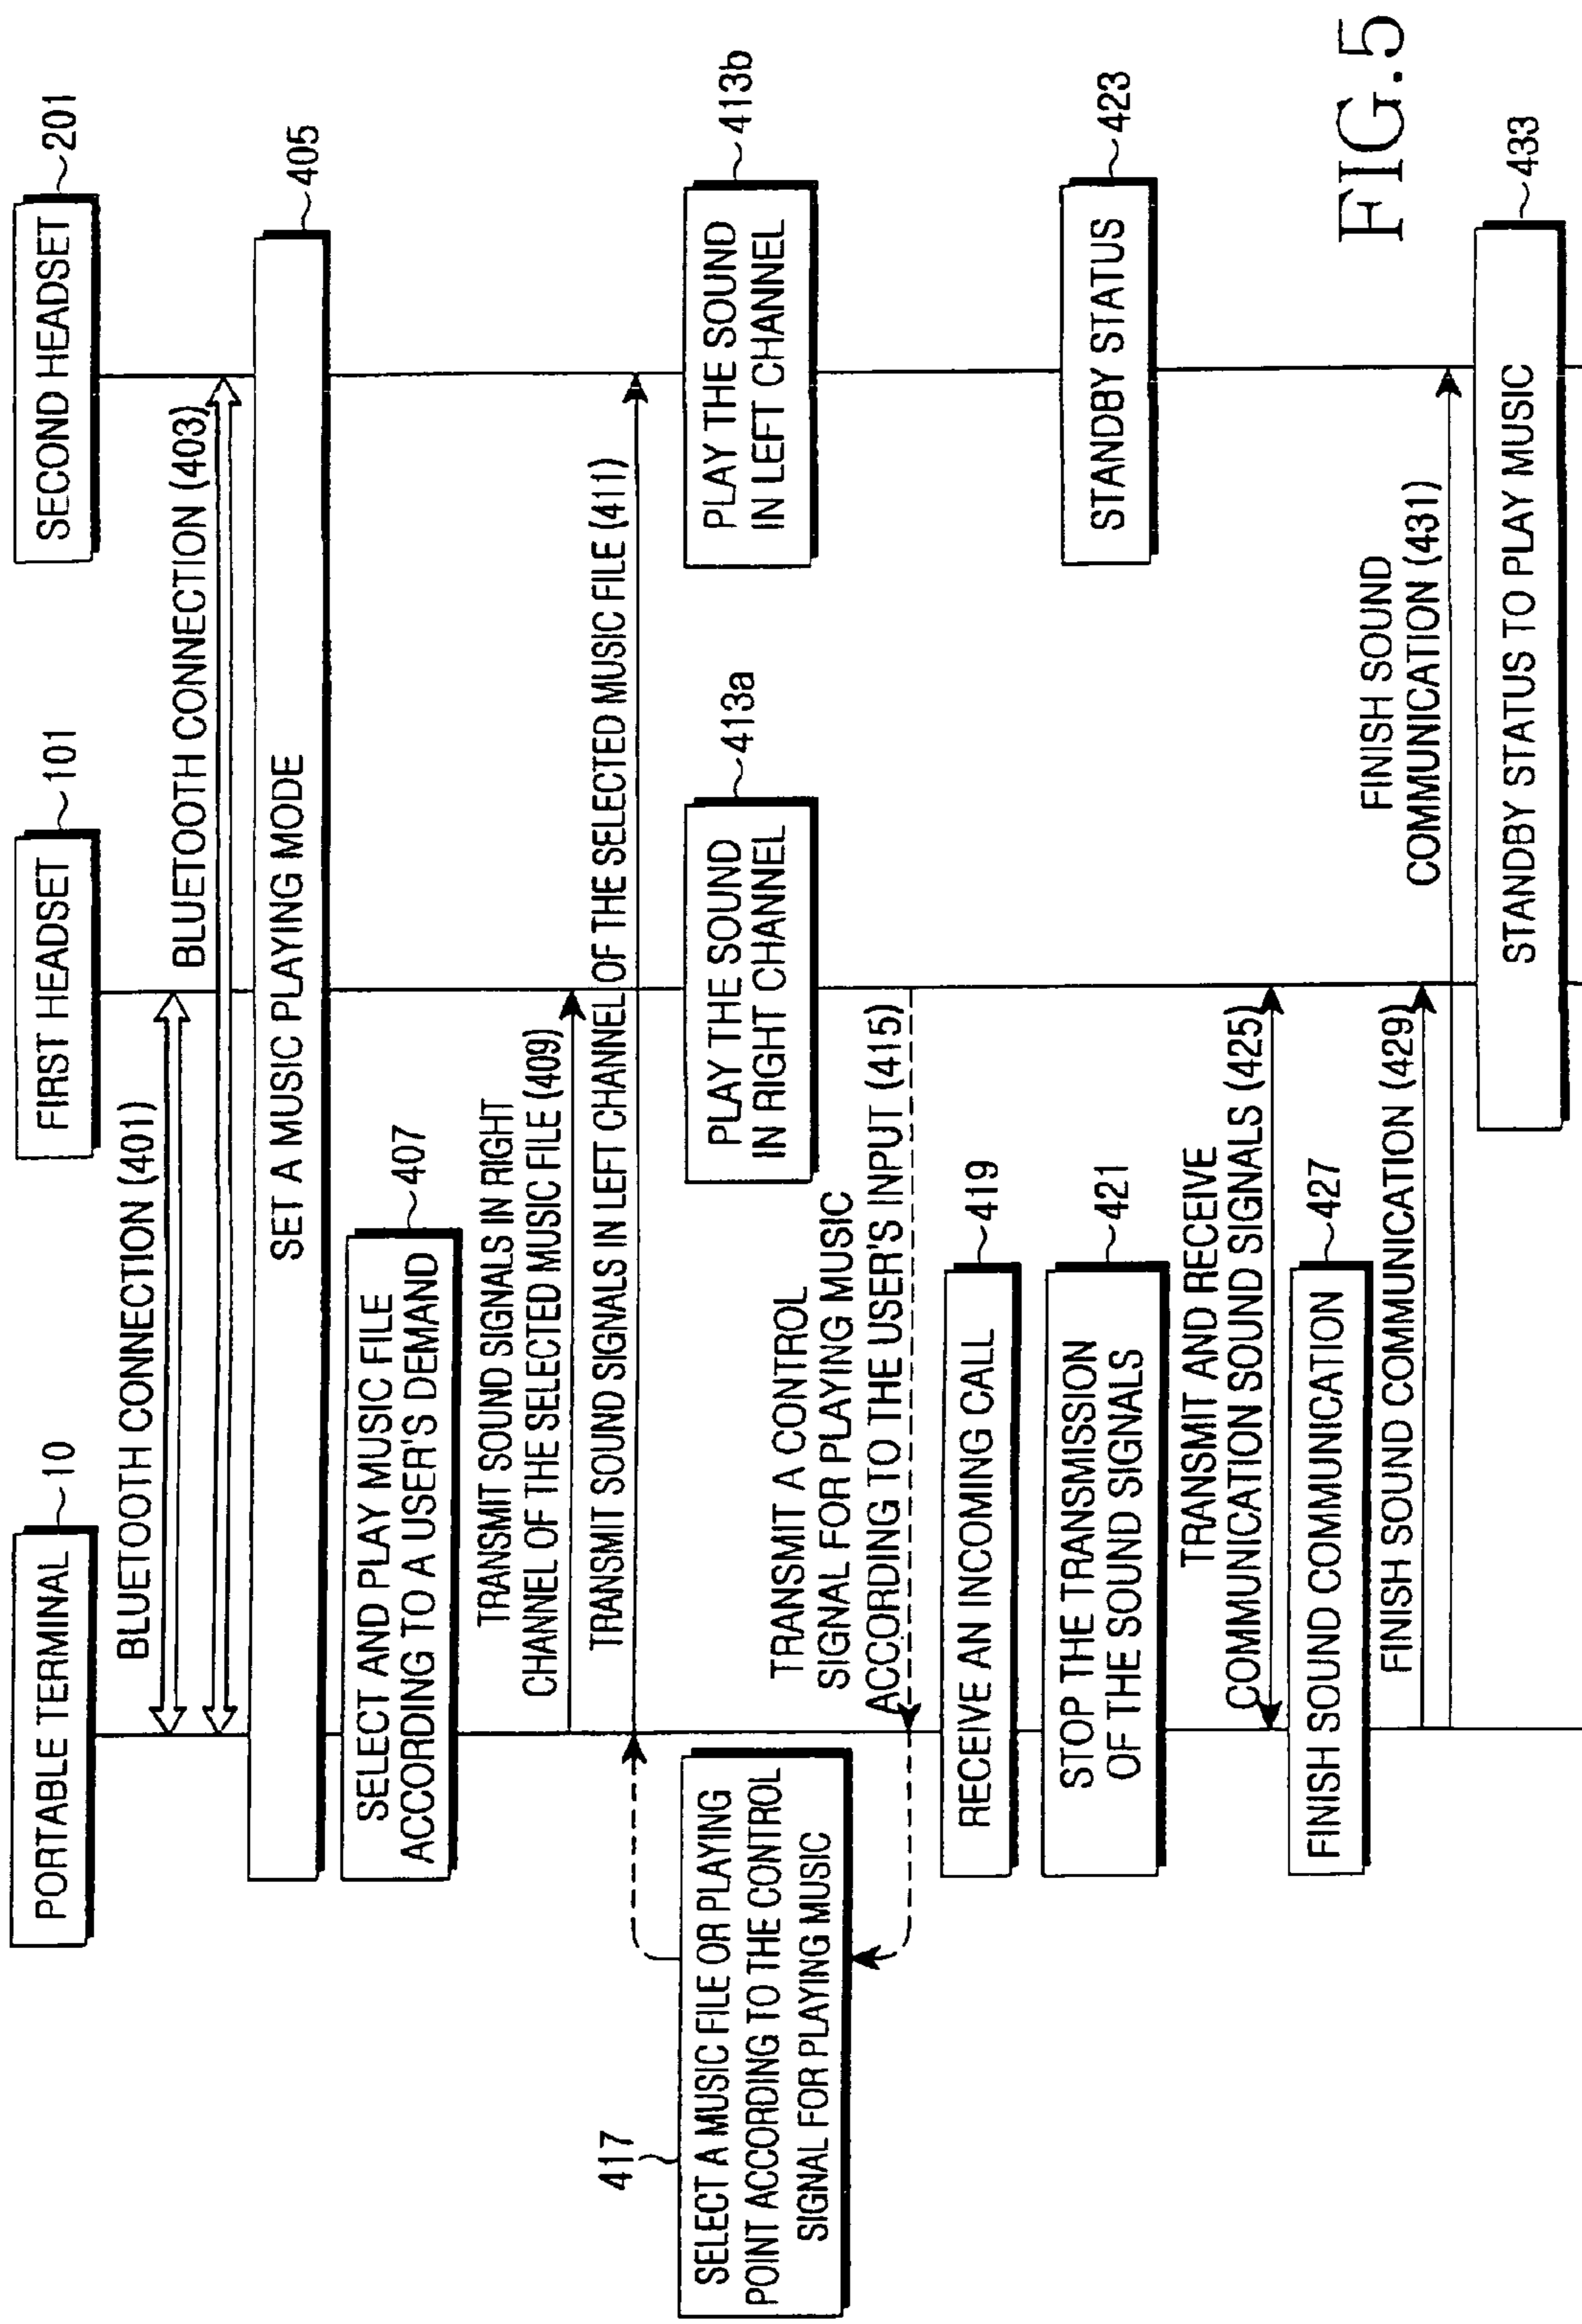 PORTABLE TERMINAL
10
FIRST HEADSET
101
SECOND HEADSET
201
BLUETOOTH CONNECTION (401)
BLUETOOTH CONNECTION (403)
SET A MUSIC PLAYING MODE
405
SELECT AND PLAY MUSIC FILE
ACCORDING TO A USER'S DEMAND
407
TRANSMIT SOUND SIGNALS IN RIGHT
CHANNEL OF THE SELECTED MUSIC FILE (409)
TRANSMIT SOUND SIGNALS IN LEFT CHANNEL OF THE SELECTED MUSIC FILE (411)
417
SELECT A MUSIC FILE OR PLAYING
POINT ACCORDING TO THE CONTROL
SIGNAL FOR PLAYING MUSIC
PLAY THE SOUND
IN RIGHT CHANNEL
413a
PLAY THE SOUND
IN LEFT CHANNEL
413b
TRANSMIT A CONTROL
SIGNAL FOR PLAYING MUSIC
ACCORDING TO THE USER'S INPUT (415)
RECEIVE AN INCOMING CALL
419
STOP THE TRANSMISSION
OF THE SOUND SIGNALS
421
STANDBY STATUS
423
TRANSMIT AND RECEIVE
COMMUNICATION SOUND SIGNALS (425)
FINISH SOUND COMMUNICATION
427
FINISH SOUND COMMUNICATION (429)
FINISH SOUND
COMMUNICATION (431)
STANDBY STATUS TO PLAY MUSIC
433
FIG.5